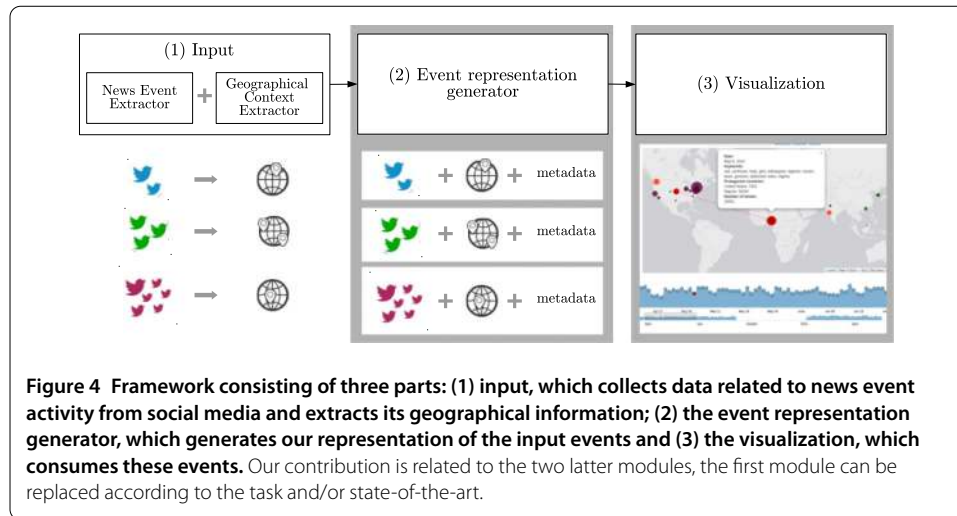 (1) Input
News Event
Extractor
Geographical
Context
Extractor
(2) Event representation
generator
(3) Visualization
metadata
metadata
metadata
Figure 4 Framework consisting of three parts: (1) input, which collects data related to news event
activity from social media and extracts its geographical information; (2) the event representation
generator, which generates our representation of the input events and (3) the visualization, which
consumes these events. Our contribution is related to the two latter modules, the first module can be
replaced according to the task and/or state-of-the-art.